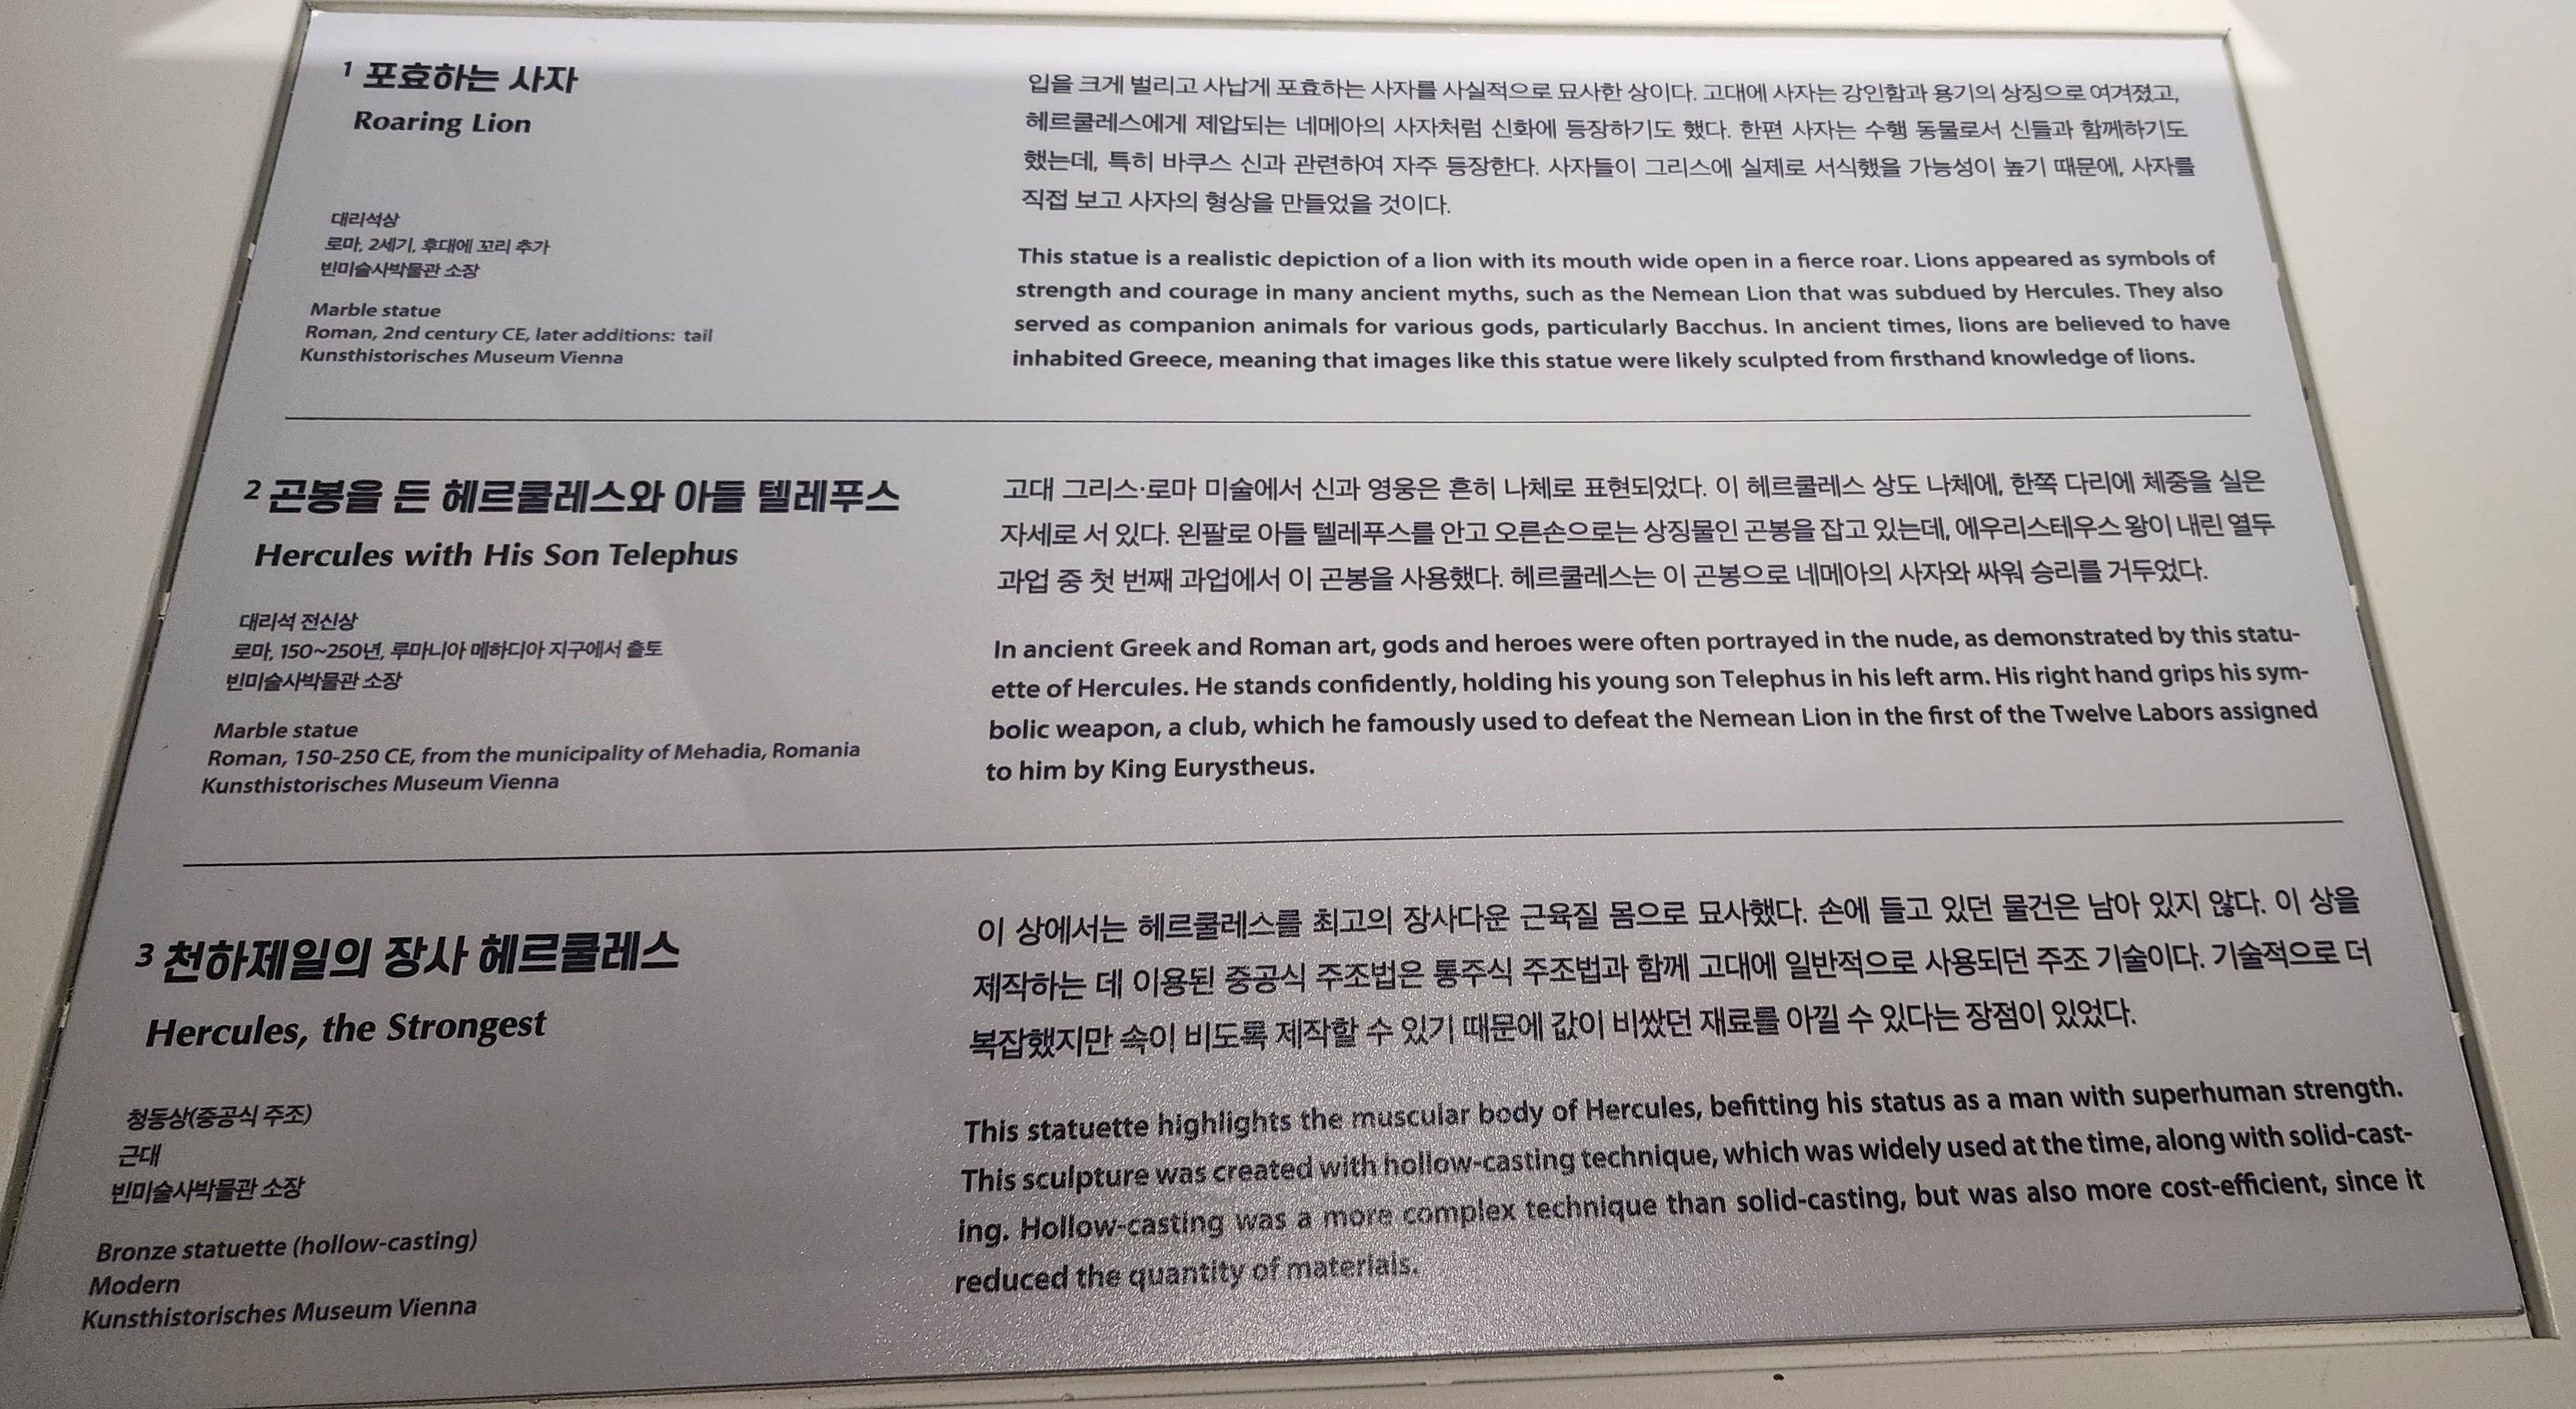 1 포효하는 사자
Roaring Lion
대리석상
로마, 2세기, 후대에 꼬리 추가
빈미술사박물관 소장
Marble statue
Roman, 2nd century CE, later additions: tail
Kunsthistorisches Museum Vienna
입을 크게 벌리고 사납게 포효하는 사자를 사실적으로 묘사한 상이다. 고대에 사자는 강인함과 용기의 상징으로 여겨졌고,
헤르쿨레스에게 제압되는 네메아의 사자처럼 신화에 등장하기도 했다. 한편 사자는 수행 동물로서 신들과 함께하기도
했는데, 특히 바쿠스 신과 관련하여 자주 등장한다. 사자들이 그리스에 실제로 서식했을 가능성이 높기 때문에, 사자를
직접 보고 사자의 형상을 만들었을 것이다.
This statue is a realistic depiction of a lion with its mouth wide open in a fierce roar. Lions appeared as symbols of
strength and courage in many ancient myths, such as the Nemean Lion that was subdued by Hercules. They also
served as companion animals for various gods, particularly Bacchus. In ancient times, lions are believed to have
inhabited Greece, meaning that images like this statue were likely sculpted from firsthand knowledge of lions.
2 곤봉을 든 헤르쿨레스와 아들 텔레푸스
Hercules with His Son Telephus
대리석 전신상
로마, 150~250년, 루마니아 메하디아 지구에서 출토
빈미술사박물관 소장
Marble statue
Roman, 150-250 CE, from the municipality of Mehadia, Romania
Kunsthistorisches Museum Vienna
고대 그리스·로마 미술에서 신과 영웅은 흔히 나체로 표현되었다. 이 헤르쿨레스 상도 나체에, 한쪽 다리에 체중을 실은
자세로 서 있다. 왼팔로 아들 텔레푸스를 안고 오른손으로는 상징물인 곤봉을 잡고 있는데, 에우리스테우스 왕이 내린 열두
과업 중 첫 번째 과업에서 이 곤봉을 사용했다. 헤르쿨레스는 이 곤봉으로 네메아의 사자와 싸워 승리를 거두었다.
In ancient Greek and Roman art, gods and heroes were often portrayed in the nude, as demonstrated by this statu-
ette of Hercules. He stands confidently, holding his young son Telephus in his left arm. His right hand grips his sym-
bolic weapon, a club, which he famously used to defeat the Nemean Lion in the first of the Twelve Labors assigned
to him by King Eurystheus.
3 천하제일의 장사 헤르쿨레스
Hercules, the Strongest
청동상(중공식 주조)
근대
빈미술사박물관 소장
Bronze statuette (hollow-casting)
Modern
Kunsthistorisches Museum Vienna
이 상에서는 헤르쿨레스를 최고의 장사다운 근육질 몸으로 묘사했다. 손에 들고 있던 물건은 남아 있지 않다. 이 상을
제작하는 데 이용된 중공식 주조법은 통주식 주조법과 함께 고대에 일반적으로 사용되던 주조 기술이다. 기술적으로 더
복잡했지만 속이 비도록 제작할 수 있기 때문에 값이 비쌌던 재료를 아낄 수 있다는 장점이 있었다.
This statuette highlights the muscular body of Hercules, befitting his status as a man with superhuman strength.
This sculpture was created with hollow-casting technique, which was widely used at the time, along with solid-cast-
ing. Hollow-casting was a more complex technique than solid-casting, but was also more cost-efficient, since it
reduced the quantity of materials.